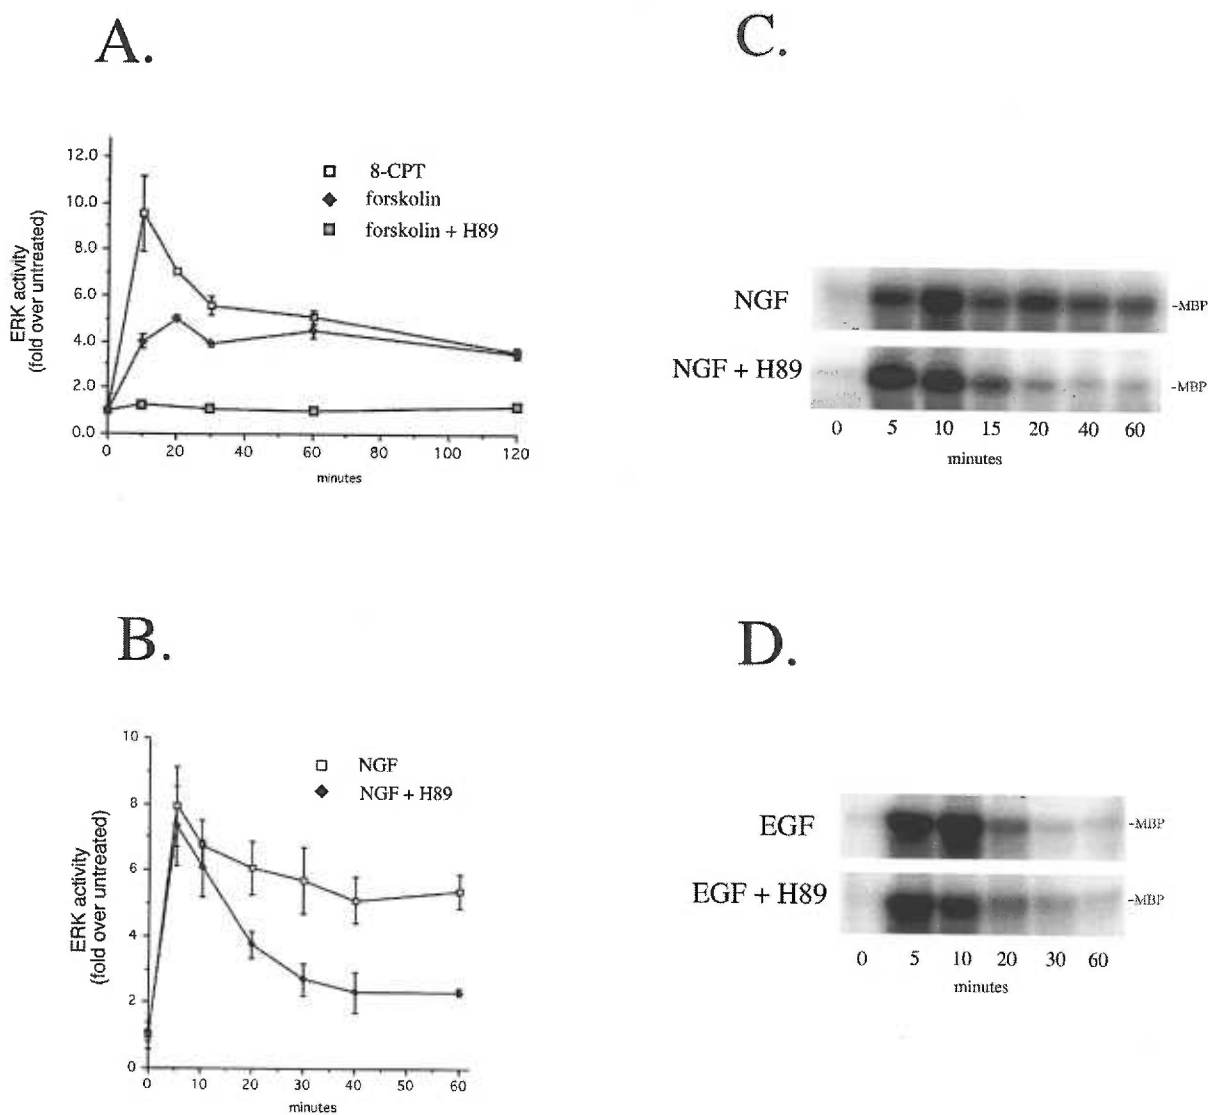 A.
12.0
10.0
8.0
6.0
4.0
2.0
0.0
ERK activity
(fold over untreated)
8-CPT
forskolin
forskolin + H89
0 20 40 60 80 100 120
minutes
B.
10
8
6
4
2
0
ERK activity
(fold over untreated)
NGF
NGF + H89
0 10 20 30 40 50 60
minutes
C.
NGF
-MBP
NGF + H89
-MBP
0 5 10 15 20 40 60
minutes
D.
EGF
-MBP
EGF + H89
-MBP
0 5 10 20 30 60
minutes